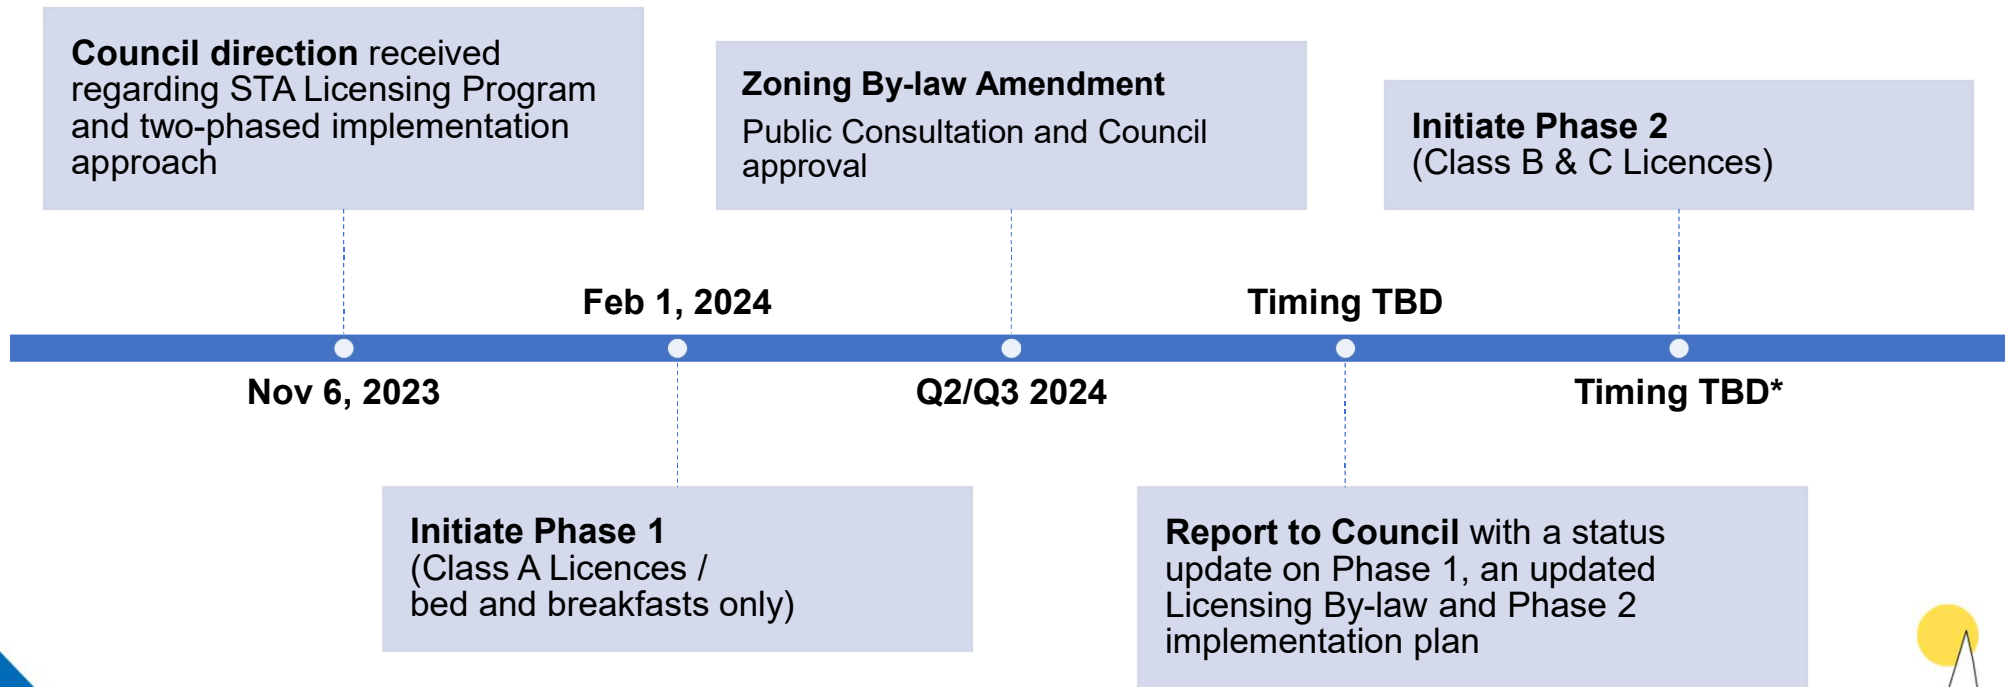 Council direction received
regarding STA Licensing Program
and two-phased implementation
approach
Zoning By-law Amendment
Public Consultation and Council
approval
Initiate Phase 2
(Class B & C Licences)
Feb 1, 2024
Timing TBD
Nov 6, 2023
Q2/Q3 2024
Timing TBD*
Initiate Phase 1
(Class A Licences /
bed and breakfasts only)
Report to Council with a status
update on Phase 1, an updated
Licensing By-law and Phase 2
implementation plan